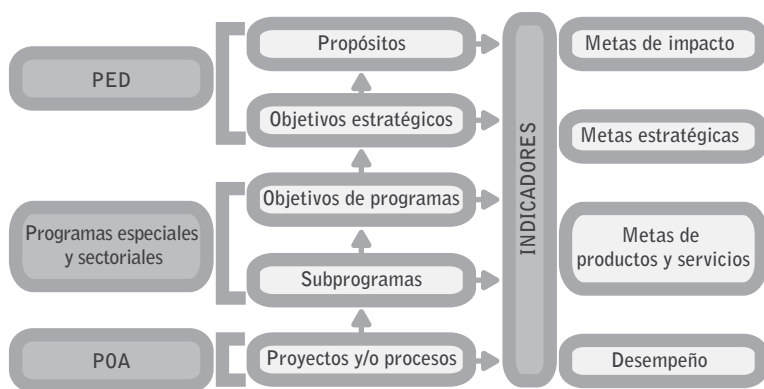 PED
Programas especiales
y sectoriales
POA
Propósitos
Objetivos estratégicos
Objetivos de programas
Subprogramas
Proyectos y/o procesos
INDICADORES
Metas de impacto
Metas estratégicas
Metas de
productos y servicios
Desempeño